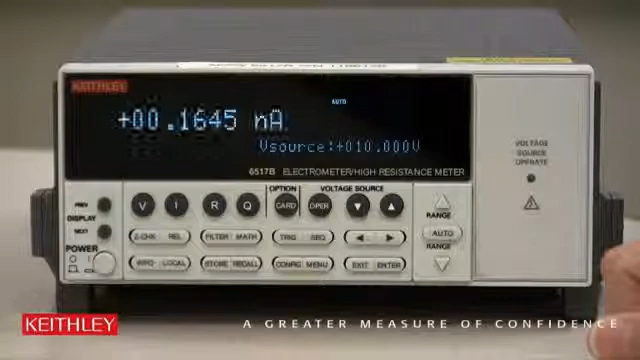 KEITHLEY
AUTO
+00.1645 nA
Vsource:+010.000V
6517B ELECTROMETER/HIGH RESISTANCE METER
VOLTAGE
SOURCE
OPERATE
PREV
DISPLAY
NEXT
POWER
V I R Q
OPTION
CARD
VOLTAGE SOURCE
OPER
RANGE
AUTO
RANGE
Z-CHK REL
FILTER MATH
TRIG SEQ
INFO LOCAL
STORE RECALL
CONFIG MENU
EXIT ENTER
KEITHLEY
A GREATER MEASURE OF CONFIDENCE